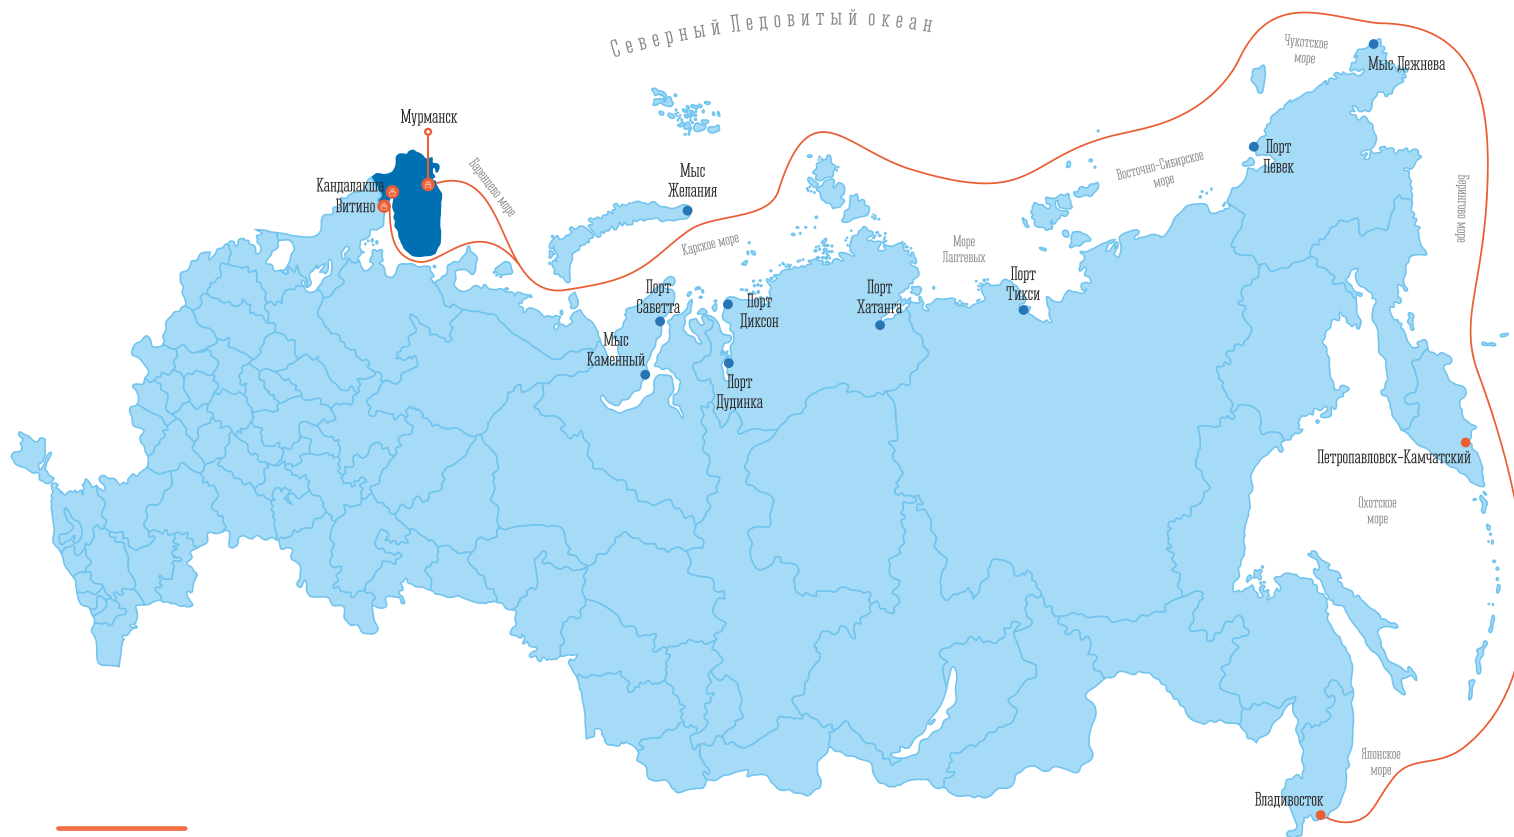 Северный Ледовитый океан
Чукотское
море
Мыс Дежнева
Мурманск
Баренцево море
Мыс
Желания
Порт
Певек
Восточно-Сибирское
море
Кандалакша
Витино
Берингово море
Карское море
Море
Лаптевых
Порт
Сабетта
Порт
Диксон
Порт
Хатанга
Порт
Тикси
Мыс
Каменный
Порт
Дудинка
Петропавловск-Камчатский
Охотское
море
Японское
море
Владивосток